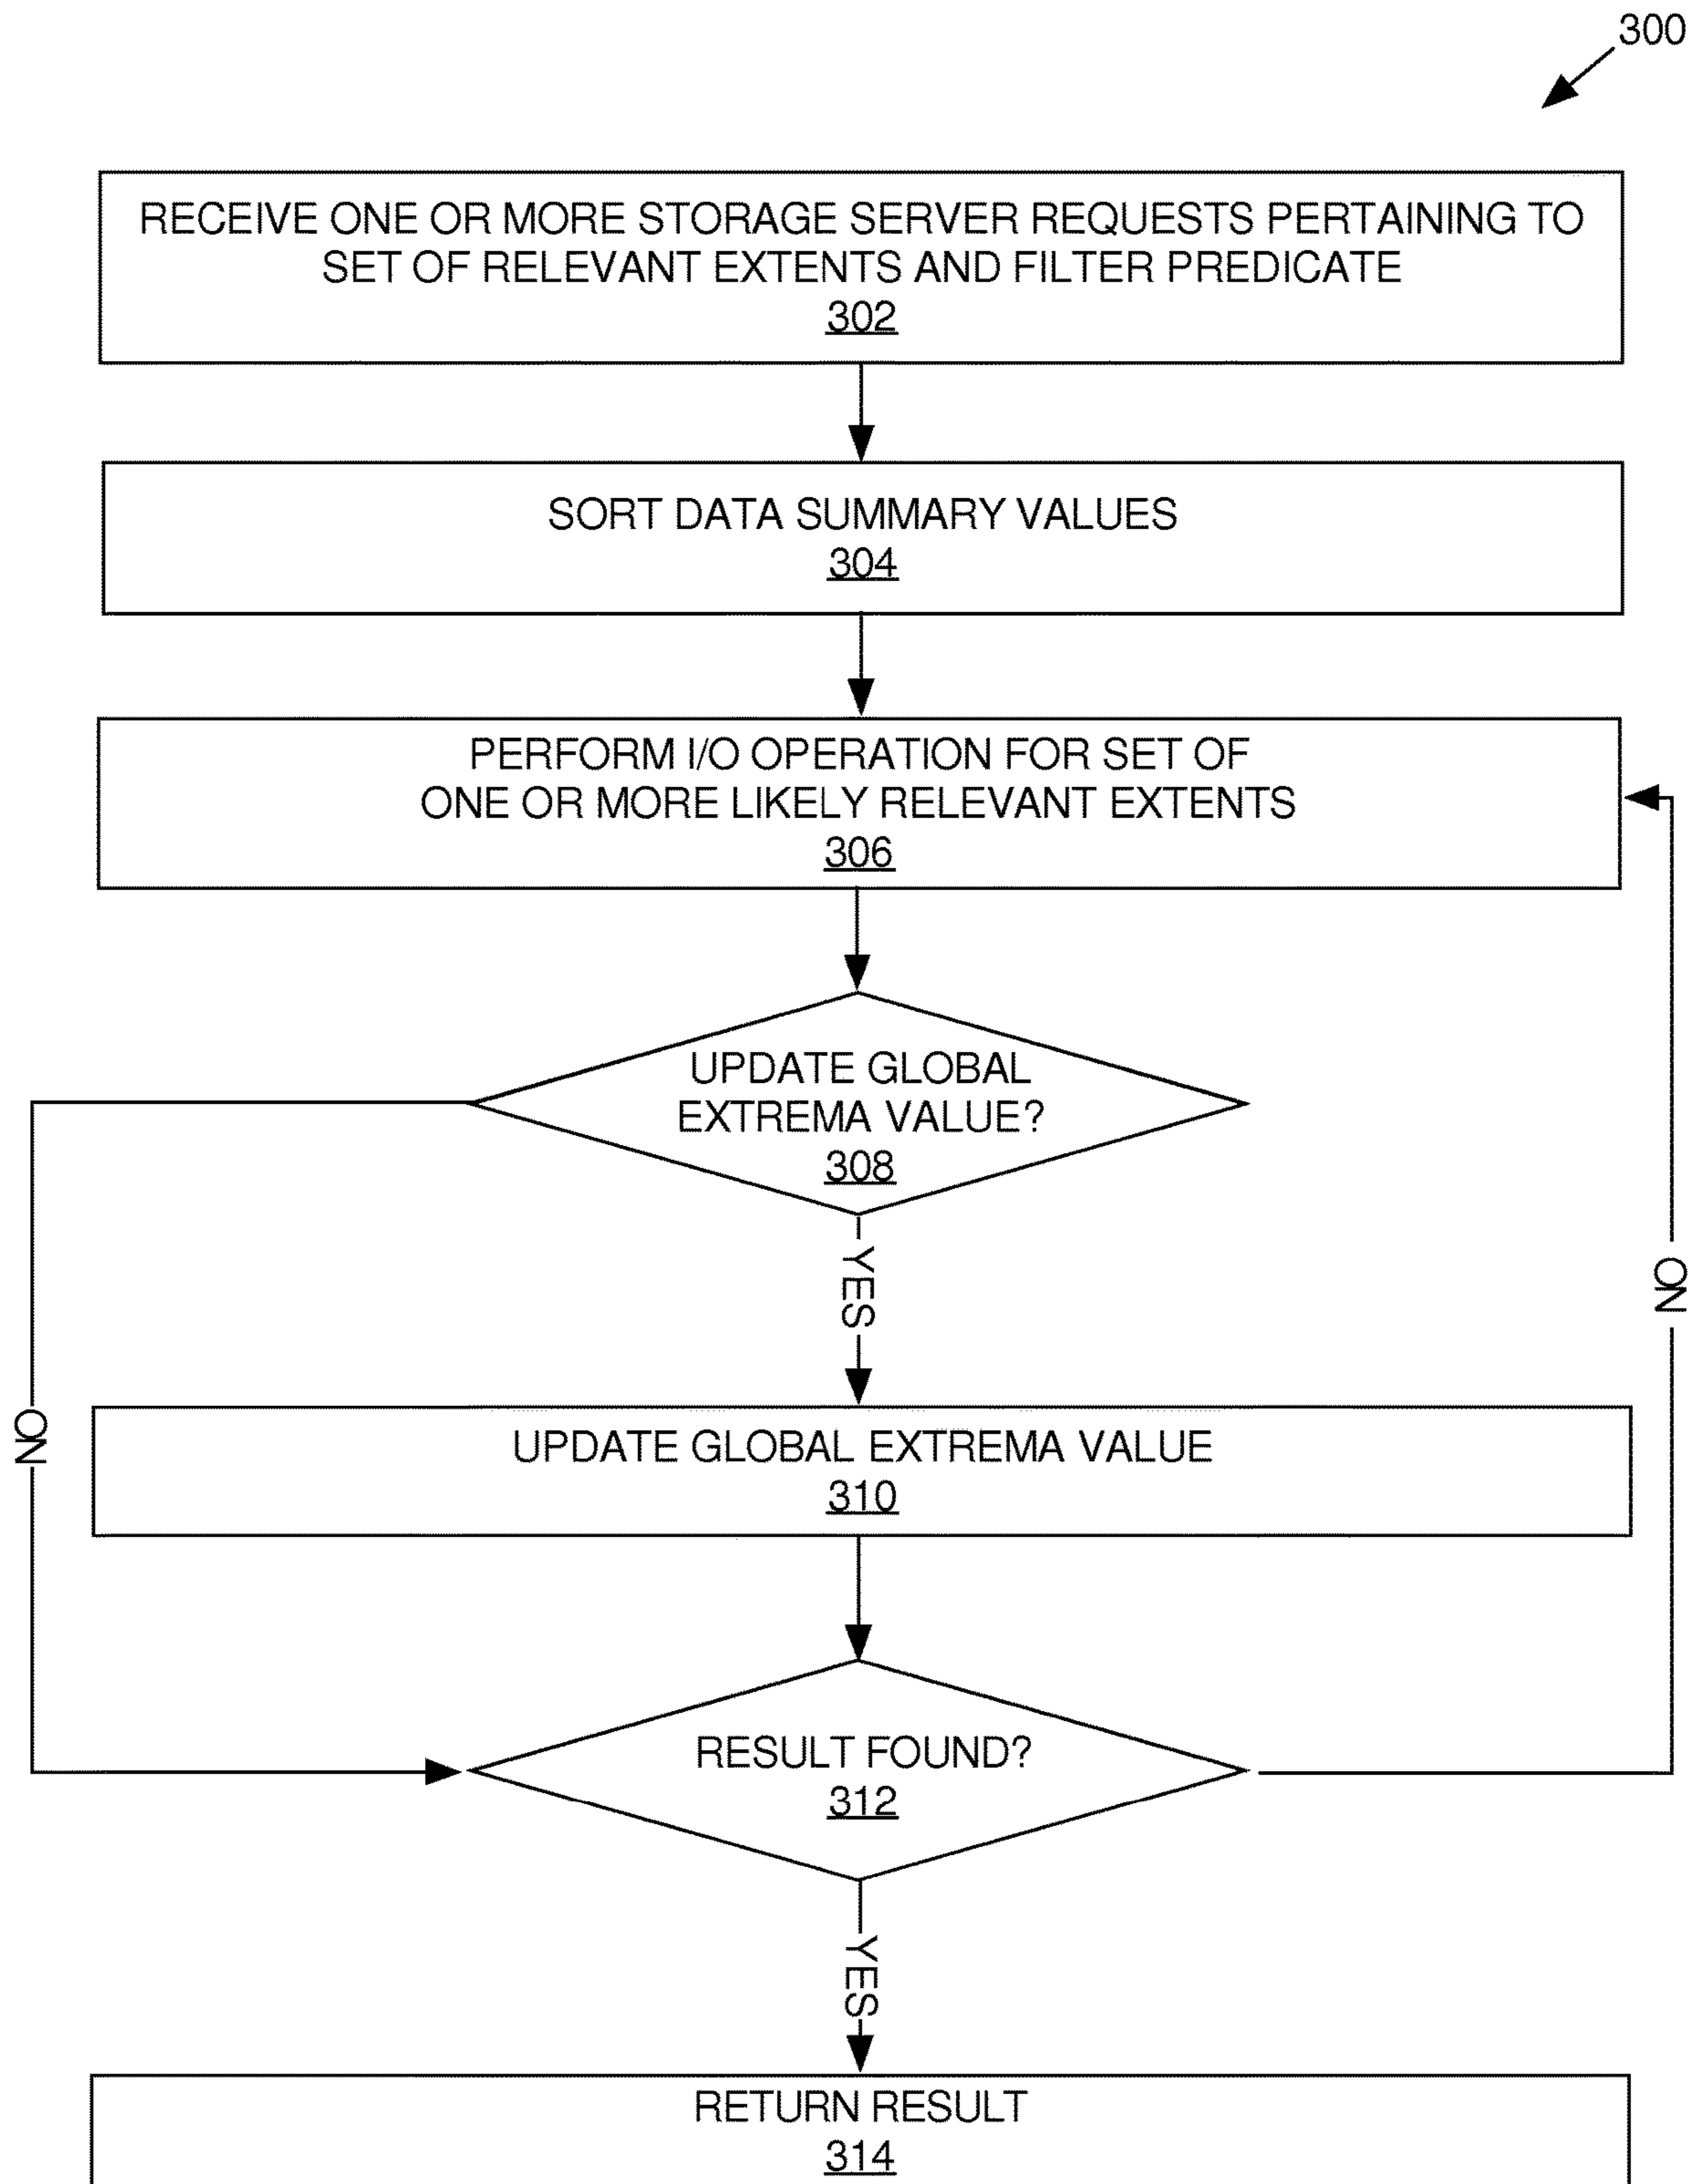 300
RECEIVE ONE OR MORE STORAGE SERVER REQUESTS PERTAINING TO
SET OF RELEVANT EXTENTS AND FILTER PREDICATE
302
SORT DATA SUMMARY VALUES
304
PERFORM I/O OPERATION FOR SET OF
ONE OR MORE LIKELY RELEVANT EXTENTS
306
UPDATE GLOBAL
EXTREMA VALUE?
308
YES
NO
NO
UPDATE GLOBAL EXTREMA VALUE
310
RESULT FOUND?
312
YES
RETURN RESULT
314